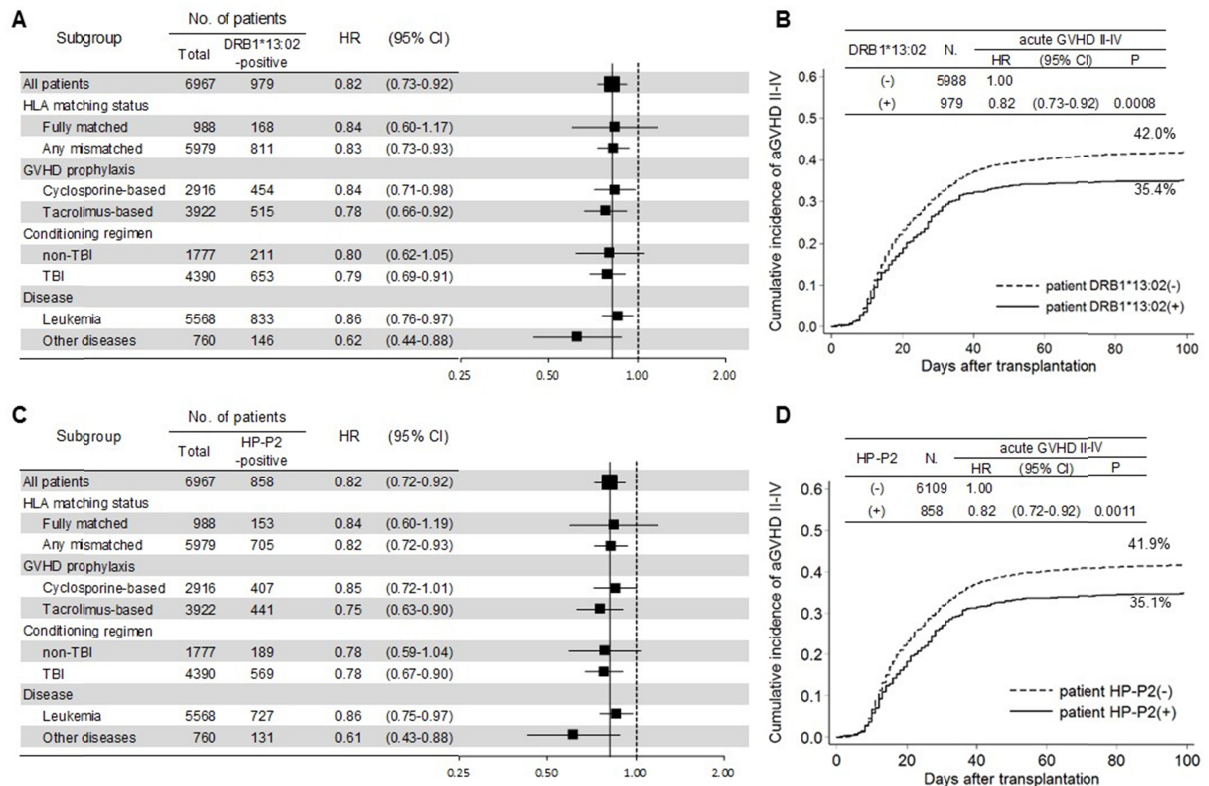 A
No. of patients
Subgroup HR (95% CI)
Total DRB1*13:02
-positive
All patients 6967 979 0.82 (0.73-0.92)
HLA matching status
Fully matched 988 168 0.84 (0.60-1.17)
Any mismatched 5979 811 0.83 (0.73-0.93)
GVHD prophylaxis
Cyclosporine-based 2916 454 0.84 (0.71-0.98)
Tacrolimus-based 3922 515 0.78 (0.66-0.92)
Conditioning regimen
non-TBI 1777 211 0.80 (0.62-1.05)
TBI 4390 653 0.79 (0.69-0.91)
Disease
Leukemia 5568 833 0.86 (0.76-0.97)
Other diseases 760 146 0.62 (0.44-0.88)
0.25 0.50 1.00 2.00
B
acute GVHD II-IV
DRB1*13:02 N. HR (95% CI) P
(-) 5988 1.00
(+) 979 0.82 (0.73-0.92) 0.0008
Cumulative incidence of aGVHD II-IV
0.6
0.5
0.4
0.3
0.2
0.1
0.0
42.0%
35.4%
patient DRB1*13:02(-)
patient DRB1*13:02(+)
0 20 40 60 80 100
Days after transplantation
C
No. of patients
Subgroup HR (95% CI)
Total HP-P2
-positive
All patients 6967 858 0.82 (0.72-0.92)
HLA matching status
Fully matched 988 153 0.84 (0.60-1.19)
Any mismatched 5979 705 0.82 (0.72-0.93)
GVHD prophylaxis
Cyclosporine-based 2916 407 0.85 (0.72-1.01)
Tacrolimus-based 3922 441 0.75 (0.63-0.90)
Conditioning regimen
non-TBI 1777 189 0.78 (0.59-1.04)
TBI 4390 569 0.78 (0.67-0.90)
Disease
Leukemia 5568 727 0.86 (0.75-0.97)
Other diseases 760 131 0.61 (0.43-0.88)
0.25 0.50 1.00 2.00
D
acute GVHD II-IV
HP-P2 N. HR (95% CI) P
(-) 6109 1.00
(+) 858 0.82 (0.72-0.92) 0.0011
Cumulative incidence of aGVHD II-IV
0.6
0.5
0.4
0.3
0.2
0.1
0.0
41.9%
35.1%
patient HP-P2(-)
patient HP-P2(+)
0 20 40 60 80 100
Days after transplantation